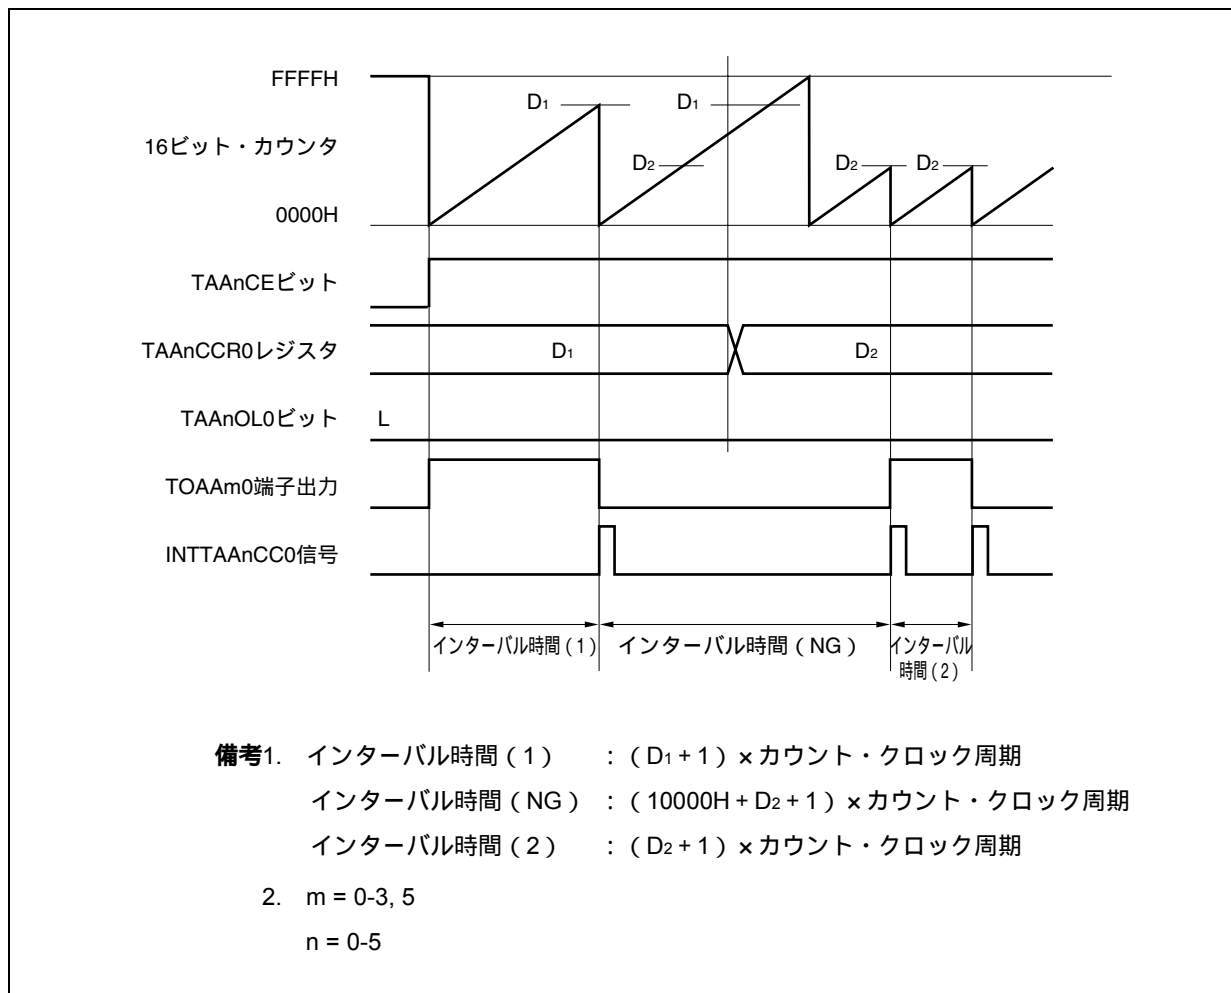 FFFFH
D1 D1
16ビット・カウンタ
D2 D2 D2
0000H
TAAnCEビット
TAAnCCR0レジスタ D1 D2
TAAnOL0ビット L
TOAAm0端子出力
INTTAAnCC0信号
インターバル時間(1) インターバル時間(NG) インターバル
時間(2)
備考1. インターバル時間(1) :(D1+1)×カウント・クロック周期
インターバル時間(NG) :(10000H+D2+1)×カウント・クロック周期
インターバル時間(2) :(D2+1)×カウント・クロック周期
2. m = 0-3, 5
n = 0-5